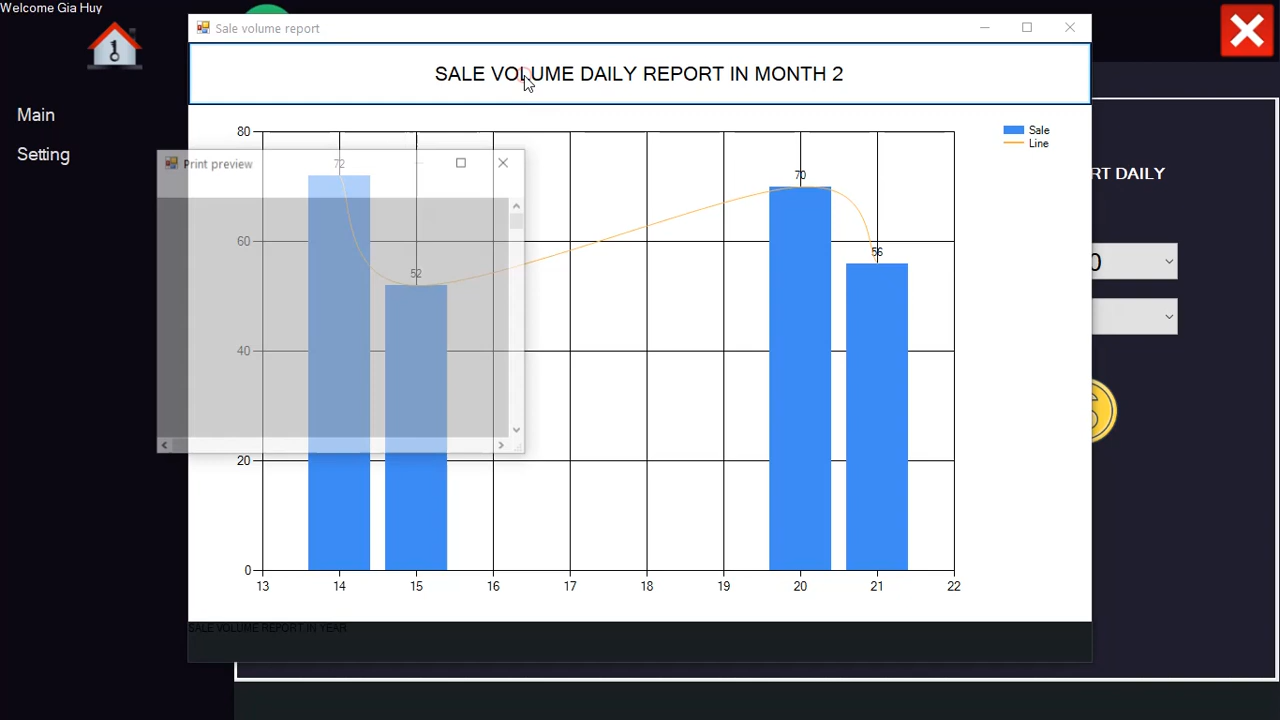 Welcome Gia Huy
Sale volume report
SALE VOLUME DAILY REPORT IN MONTH 2
Main
Setting
Print preview
Sale
Line
RT DAILY
0
80
60
40
20
0
72
52
70
56
13 14 15 16 17 18 19 20 21 22
SALE VOLUME REPORT IN YEAR